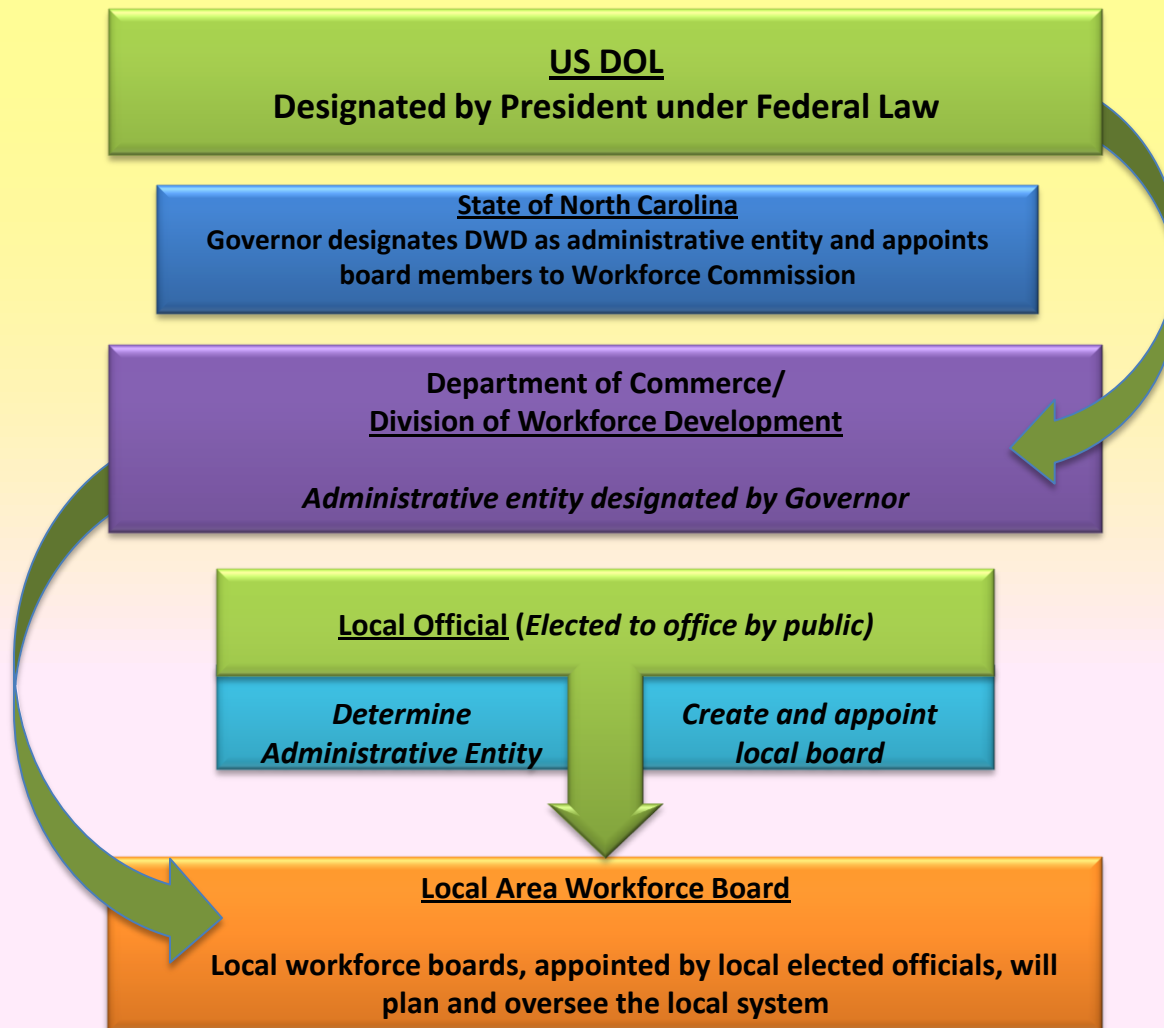 US DOL
Designated by President under Federal Law
State of North Carolina
Governor designates DWD as administrative entity and appoints
board members to Workforce Commission
Department of Commerce/
Division of Workforce Development
Administrative entity designated by Governor
Local Official (Elected to office by public)
Determine
Administrative Entity
Create and appoint
local board
Local Area Workforce Board
Local workforce boards, appointed by local elected officials, will
plan and oversee the local system